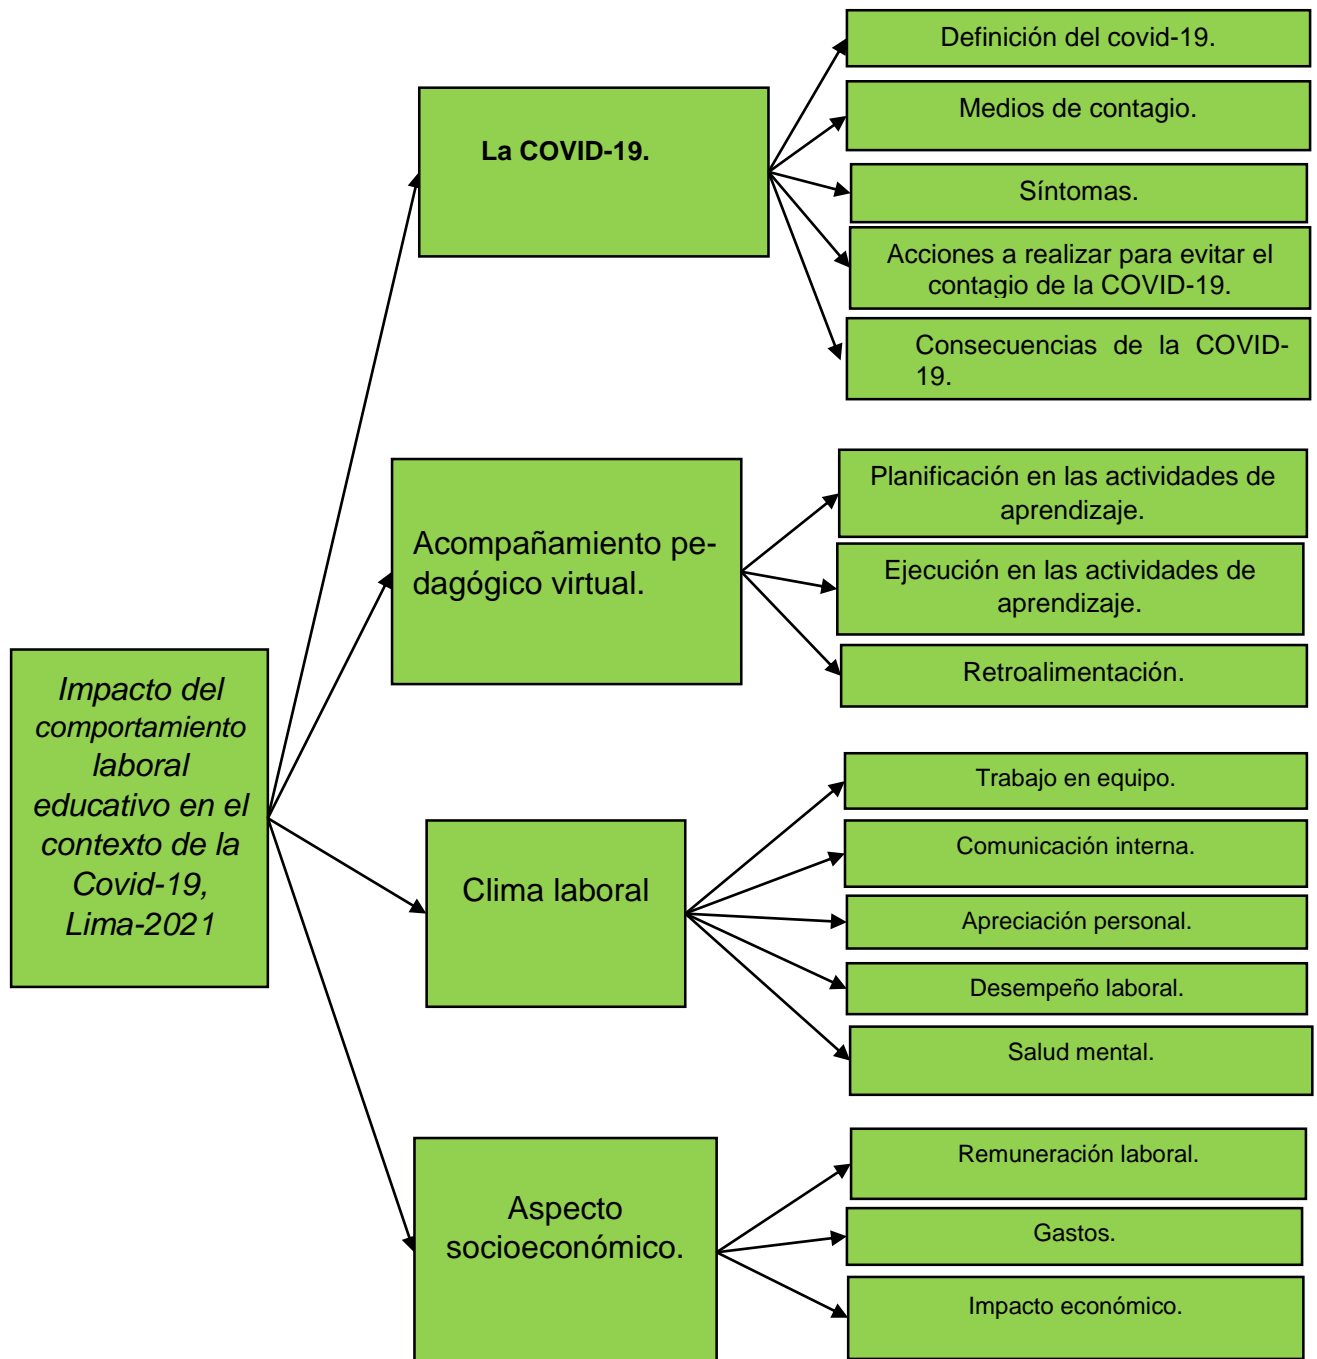 Impacto del
comportamiento
laboral
educativo en el
contexto de la
Covid-19,
Lima-2021
La COVID-19.
Definición del covid-19.
Medios de contagio.
Síntomas.
Acciones a realizar para evitar el
contagio de la COVID-19.
Consecuencias de la COVID-
19.
Acompañamiento pe-
dagógico virtual.
Planificación en las actividades de
aprendizaje.
Ejecución en las actividades de
aprendizaje.
Retroalimentación.
Clima laboral
Trabajo en equipo.
Comunicación interna.
Apreciación personal.
Desempeño laboral.
Salud mental.
Aspecto
socioeconómico.
Remuneración laboral.
Gastos.
Impacto económico.